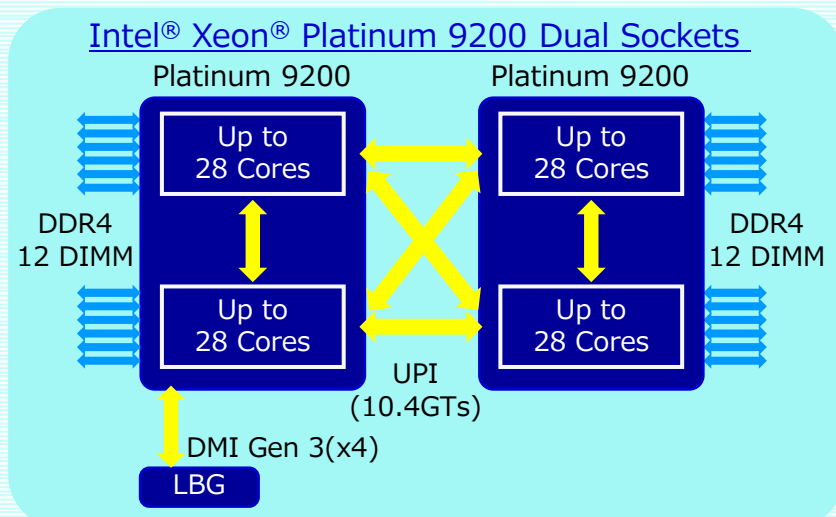 Intel® Xeon® Platinum 9200 Dual Sockets
Platinum 9200
Platinum 9200
Up to
28 Cores
Up to
28 Cores
DDR4
12 DIMM
DDR4
12 DIMM
Up to
28 Cores
Up to
28 Cores
UPI
(10.4GTs)
DMI Gen 3(x4)
LBG